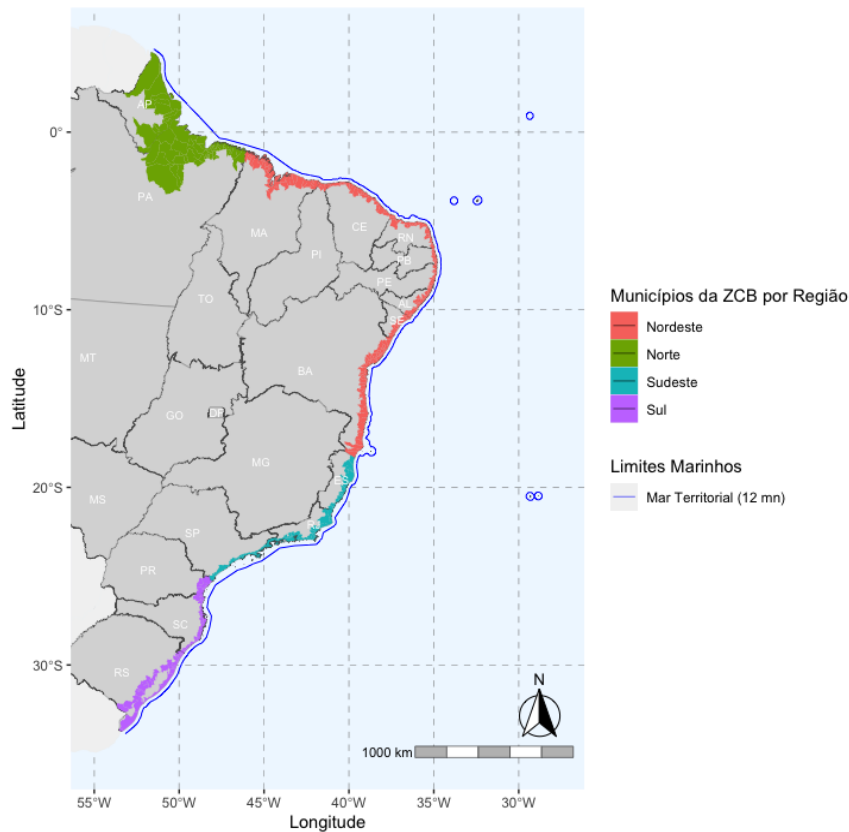 0°
10°S
20°S
30°S
Latitude
AP
PA
MA
CE
RN
PI
PB
PE
AL
SE
TO
MT
BA
GO
DF
MG
ES
MS
SP
RJ
PR
SC
RS
N
1000 km
55°W
50°W
45°W
40°W
35°W
30°W
Longitude
Municípios da ZCB por Região
Nordeste
Norte
Sudeste
Sul
Limites Marinhos
Mar Territorial (12 mn)